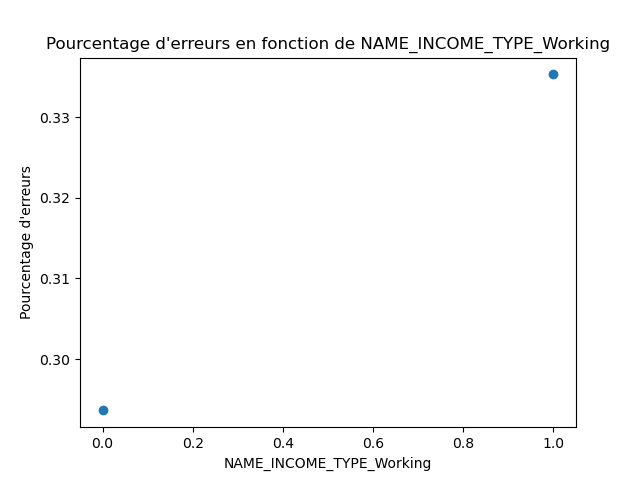 Pourcentage d'erreurs en fonction de NAME_INCOME_TYPE_Working
0.33
0.32
0.31
0.30
Pourcentage d'erreurs
0.0 0.2 0.4 0.6 0.8 1.0
NAME_INCOME_TYPE_Working